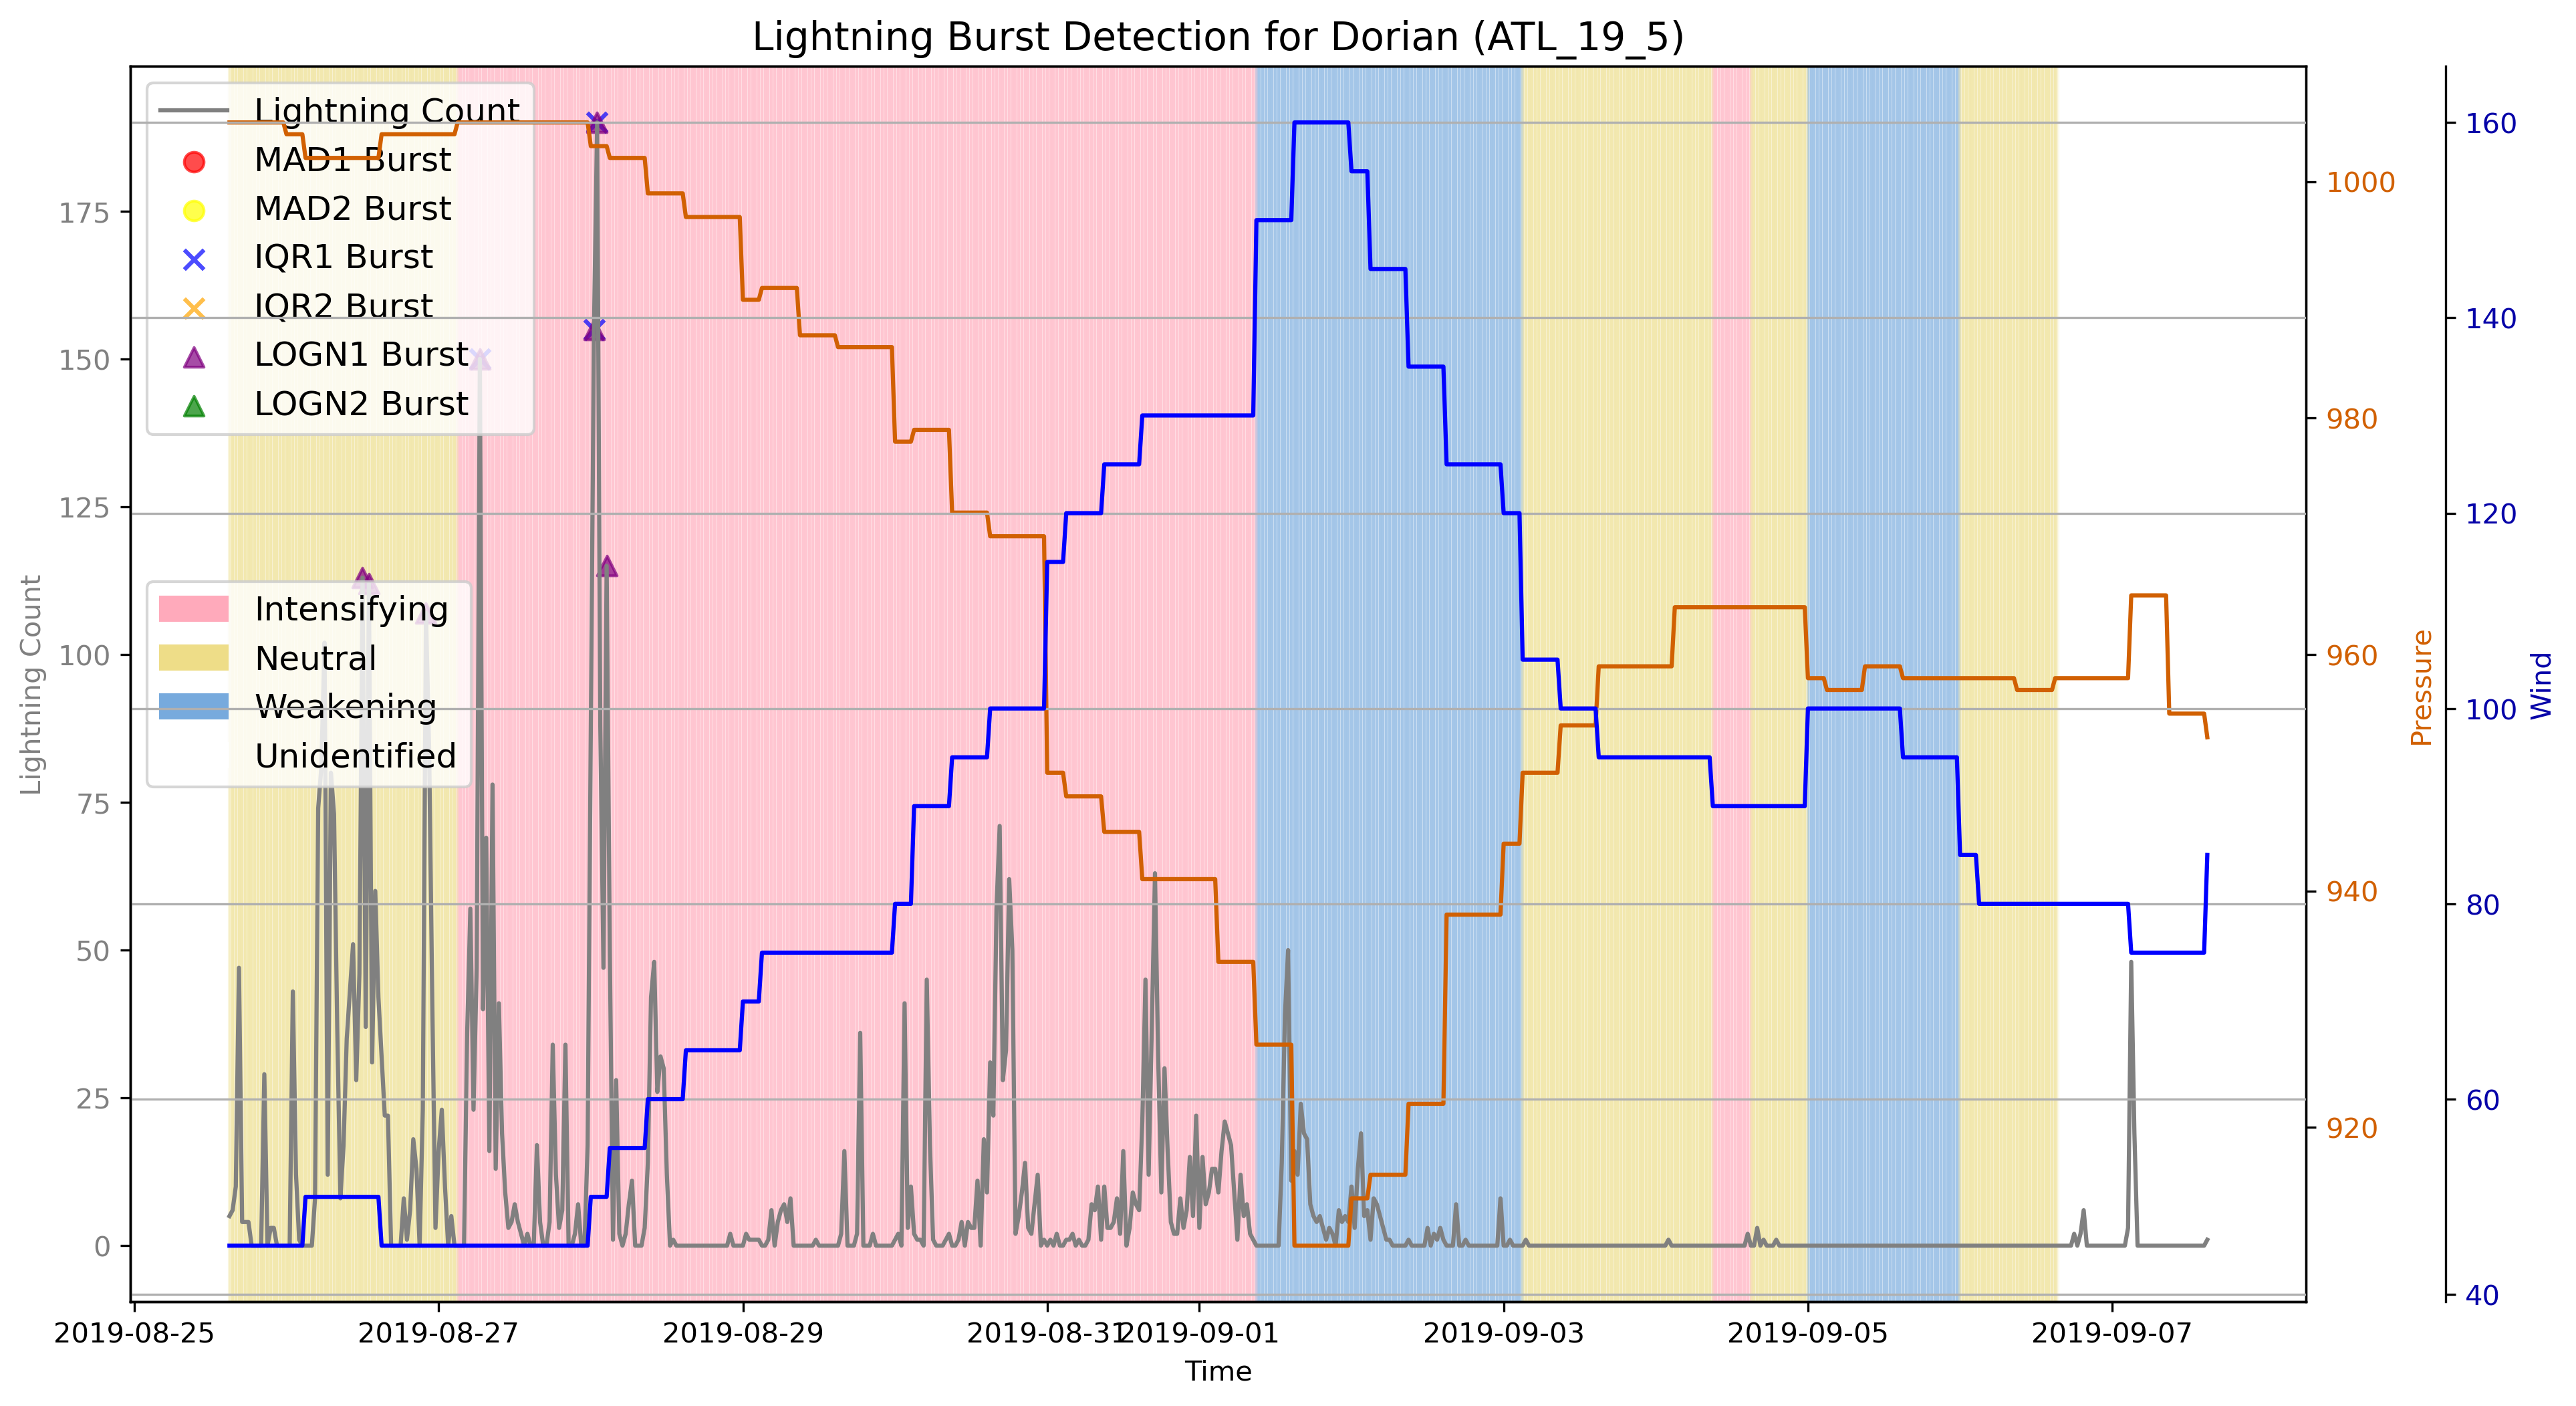 Lightning Burst Detection for Dorian (ATL_19_5)
Lightning Count
MAD1 Burst
MAD2 Burst
IQR1 Burst
IQR2 Burst
LOGN1 Burst
LOGN2 Burst
Intensifying
Neutral
Weakening
Unidentified
Lightning Count
175
150
125
100
75
50
25
0
1000
980
960
940
920
Pressure
160
140
120
100
80
60
40
Wind
2019-08-25
2019-08-27
2019-08-29
2019-08-31
2019-09-01
2019-09-03
2019-09-05
2019-09-07
Time